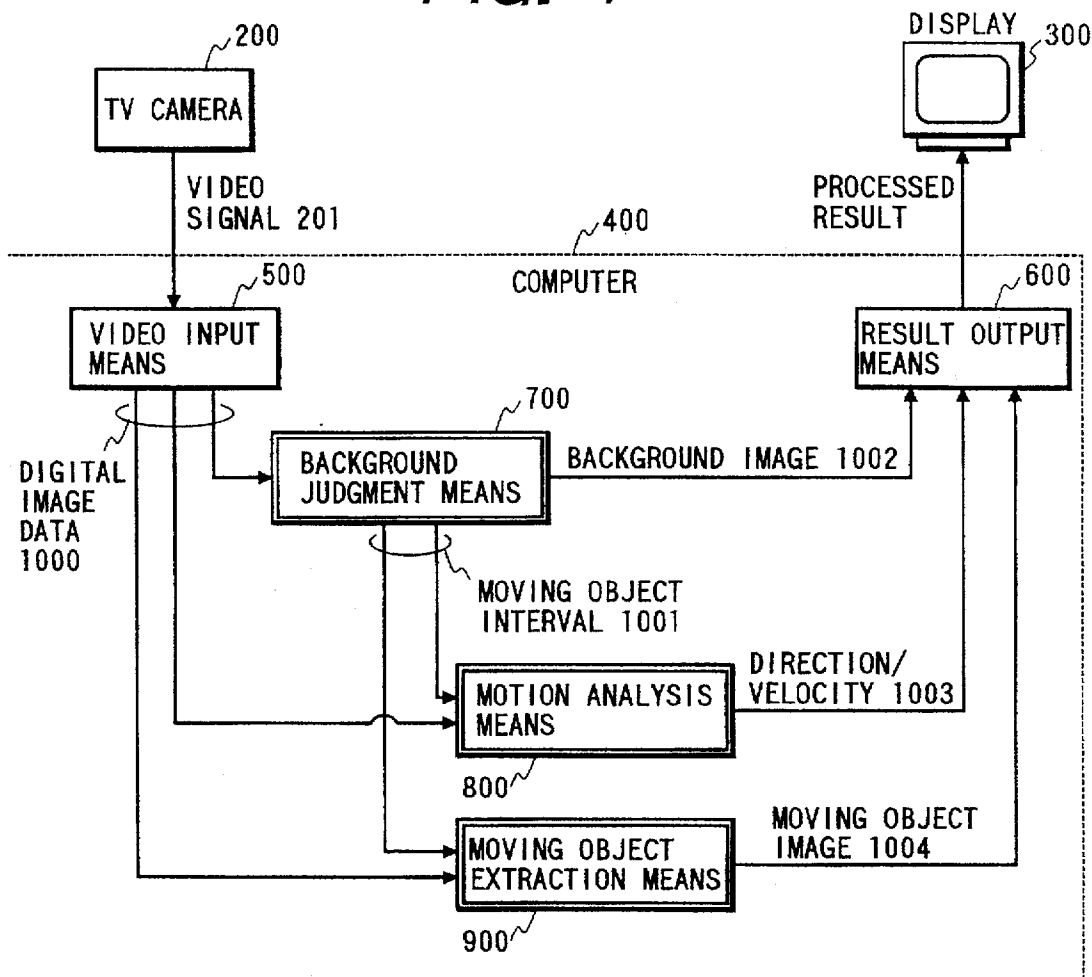 DISPLAY
200
300
TV CAMERA
VIDEO
SIGNAL 201
PROCESSED
RESULT
400
500
COMPUTER
600
VIDEO INPUT
MEANS
RESULT OUTPUT
MEANS
700
DIGITAL
IMAGE
DATA
1000
BACKGROUND
JUDGMENT MEANS
BACKGROUND IMAGE 1002
MOVING OBJECT
INTERVAL 1001
MOTION ANALYSIS
MEANS
DIRECTION/
VELOCITY 1003
800
MOVING OBJECT
EXTRACTION MEANS
MOVING OBJECT
IMAGE 1004
900